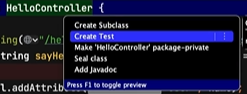 HelloController {
Create Subclass
ing(🌐"/he
Create Test
Make 'HelloController' package-private
tring sayHe
Seal class
Add Javadoc
l.addAttrib
Press F1 to toggle preview